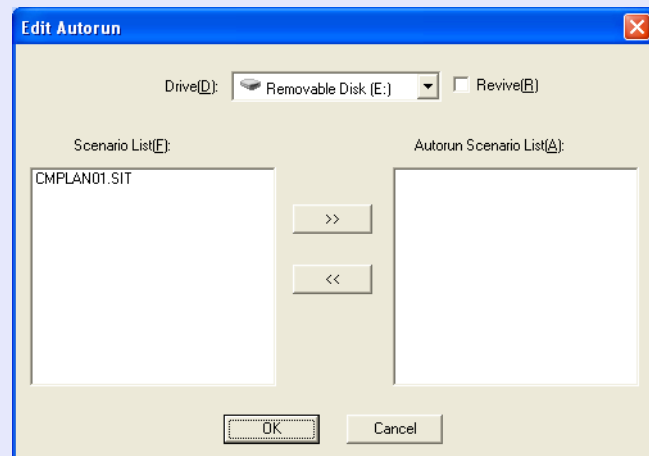 Edit Autorun
Drive(D): Removable Disk (E:) Revive(R)
Scenario List(F): Autorun Scenario List(A):
CMPLAN01.SIT
>>
<<
OK Cancel